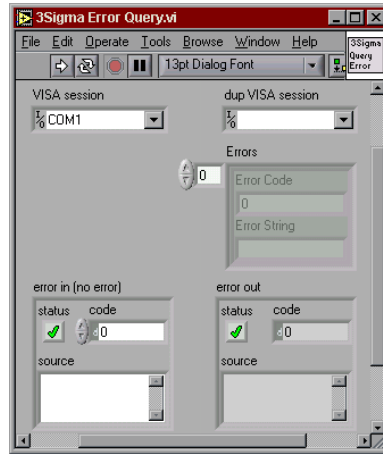 3Sigma Error Query.vi
File Edit Operate Tools Browse Window Help
3Sigma
Query
Error
13pt Dialog Font
VISA session
dup VISA session
I/O COM1
I/O
Errors
0
Error Code
0
Error String
error in (no error)
error out
status code
status code
d 0
d 0
source
source